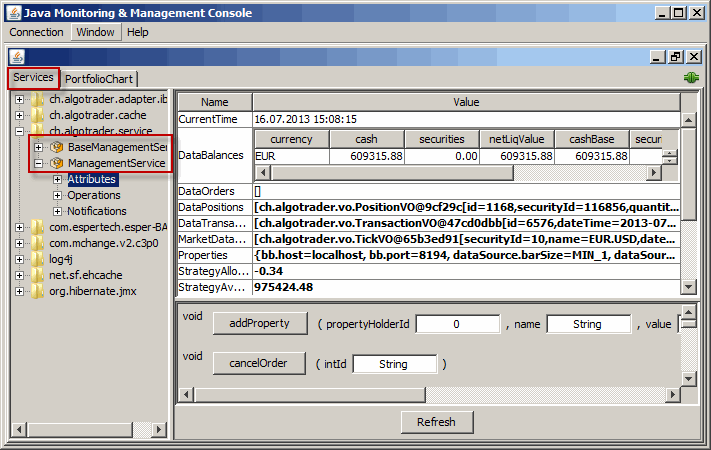 Java Monitoring & Management Console
Connection Window Help
Services PortfolioChart
ch.algotrader.adapter.ib
ch.algotrader.cache
ch.algotrader.service
BaseManagementSer
ManagementService
Attributes
Operations
Notifications
com.espertech.esper-BA
com.mchange.v2.c3p0
log4j
net.sf.ehcache
org.hibernate.jmx
Name Value
CurrentTime 16.07.2013 15:08:15
currency cash securities netLiqValue cashBase secur
DataBalances EUR 609315.88 0.00 609315.88 609315.88
DataOrders []
DataPositions [ch.algotrader.vo.PositionVO@9cf29c[id=1168,securityId=116856,quantit
DataTransa... [ch.algotrader.vo.TransactionVO@47cd0dbb[id=6576,dateTime=2013-07
MarketData... [ch.algotrader.vo.TickVO@65b3ed91[securityId=10,name=EUR.USD,date
Properties {bb.host=localhost, bb.port=8194, dataSource.barSize=MIN_1, dataSour
StrategyAllo... -0.34
StrategyAv... 975424.48
void addProperty ( propertyHolderId 0 , name String , value
void cancelOrder ( intId String )
Refresh